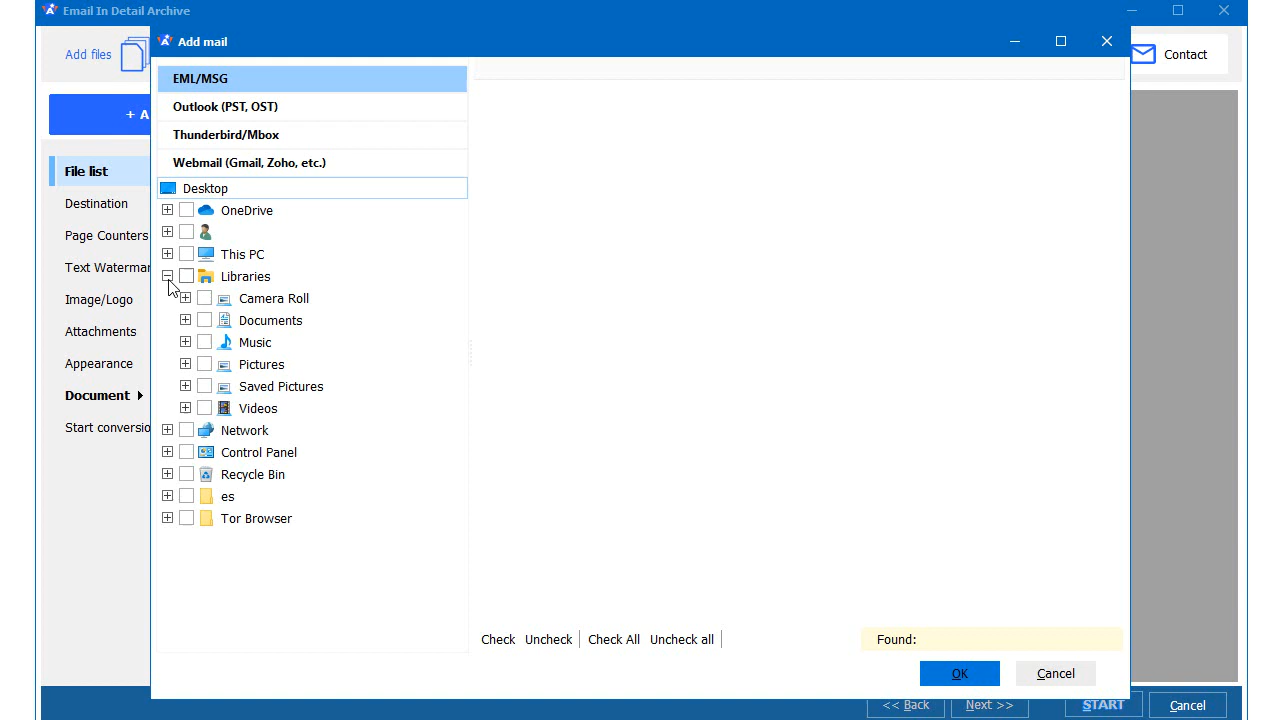 Email In Detail Archive
Add files
Contact
+ A
File list
Destination
Page Counters
Text Watermar
Image/Logo
Attachments
Appearance
Document
Start conversio
Add mail
EML/MSG
Outlook (PST, OST)
Thunderbird/Mbox
Webmail (Gmail, Zoho, etc.)
Desktop
OneDrive
This PC
Libraries
Camera Roll
Documents
Music
Pictures
Saved Pictures
Videos
Network
Control Panel
Recycle Bin
es
Tor Browser
Check Uncheck Check All Uncheck all
Found:
OK Cancel
<< Back Next >> START Cancel